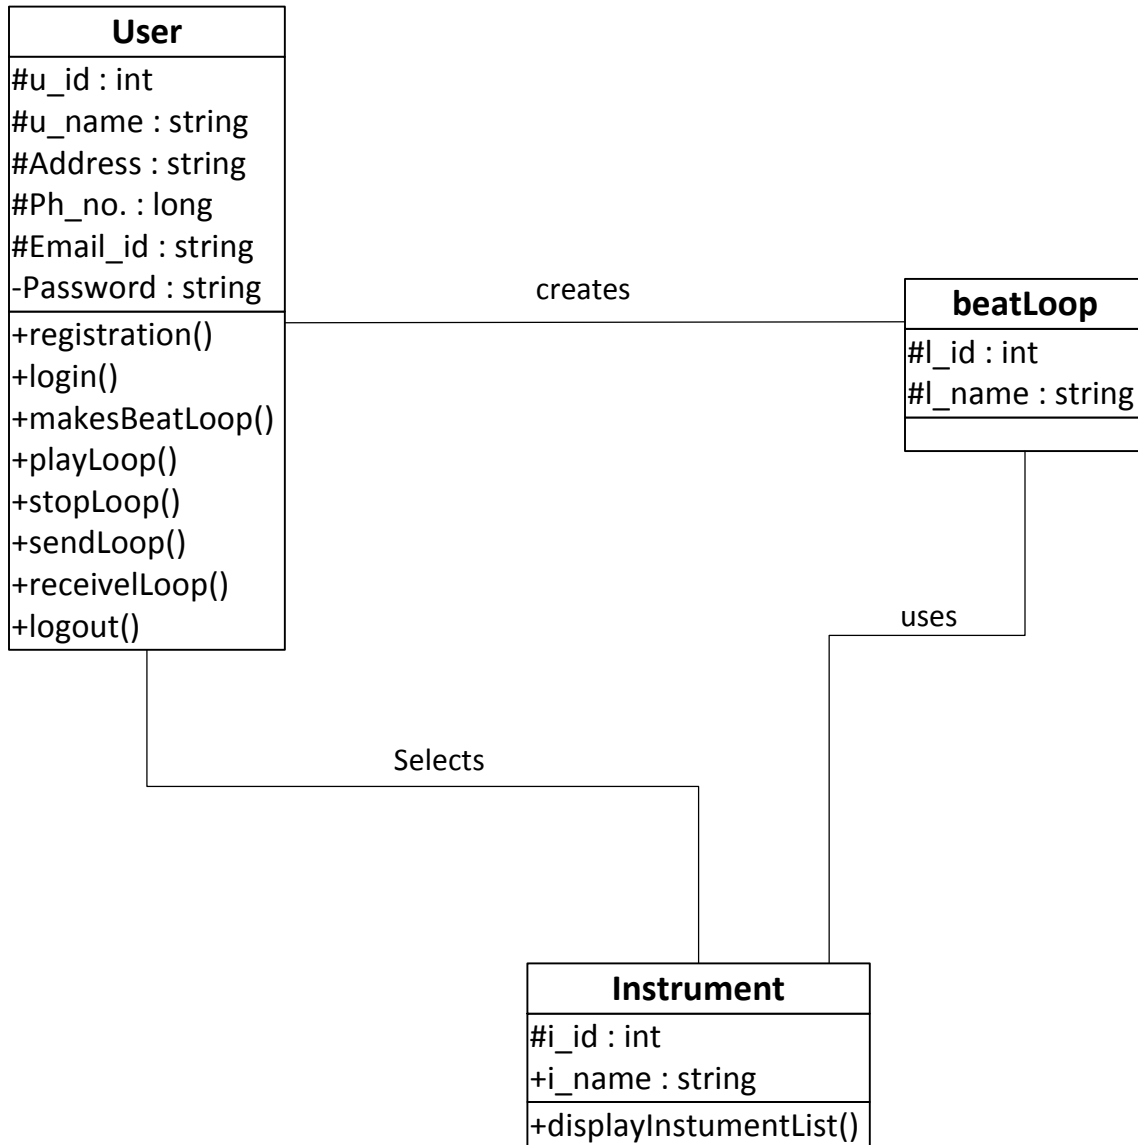 User
#u_id : int
#u_name : string
#Address : string
#Ph_no. : long
#Email_id : string
-Password : string
+registration()
+login()
+makesBeatLoop()
+playLoop()
+stopLoop()
+sendLoop()
+receivelLoop()
+logout()
creates
beatLoop
#l_id : int
#l_name : string
uses
Selects
Instrument
#i_id : int
+i_name : string
+displayInstumentList()